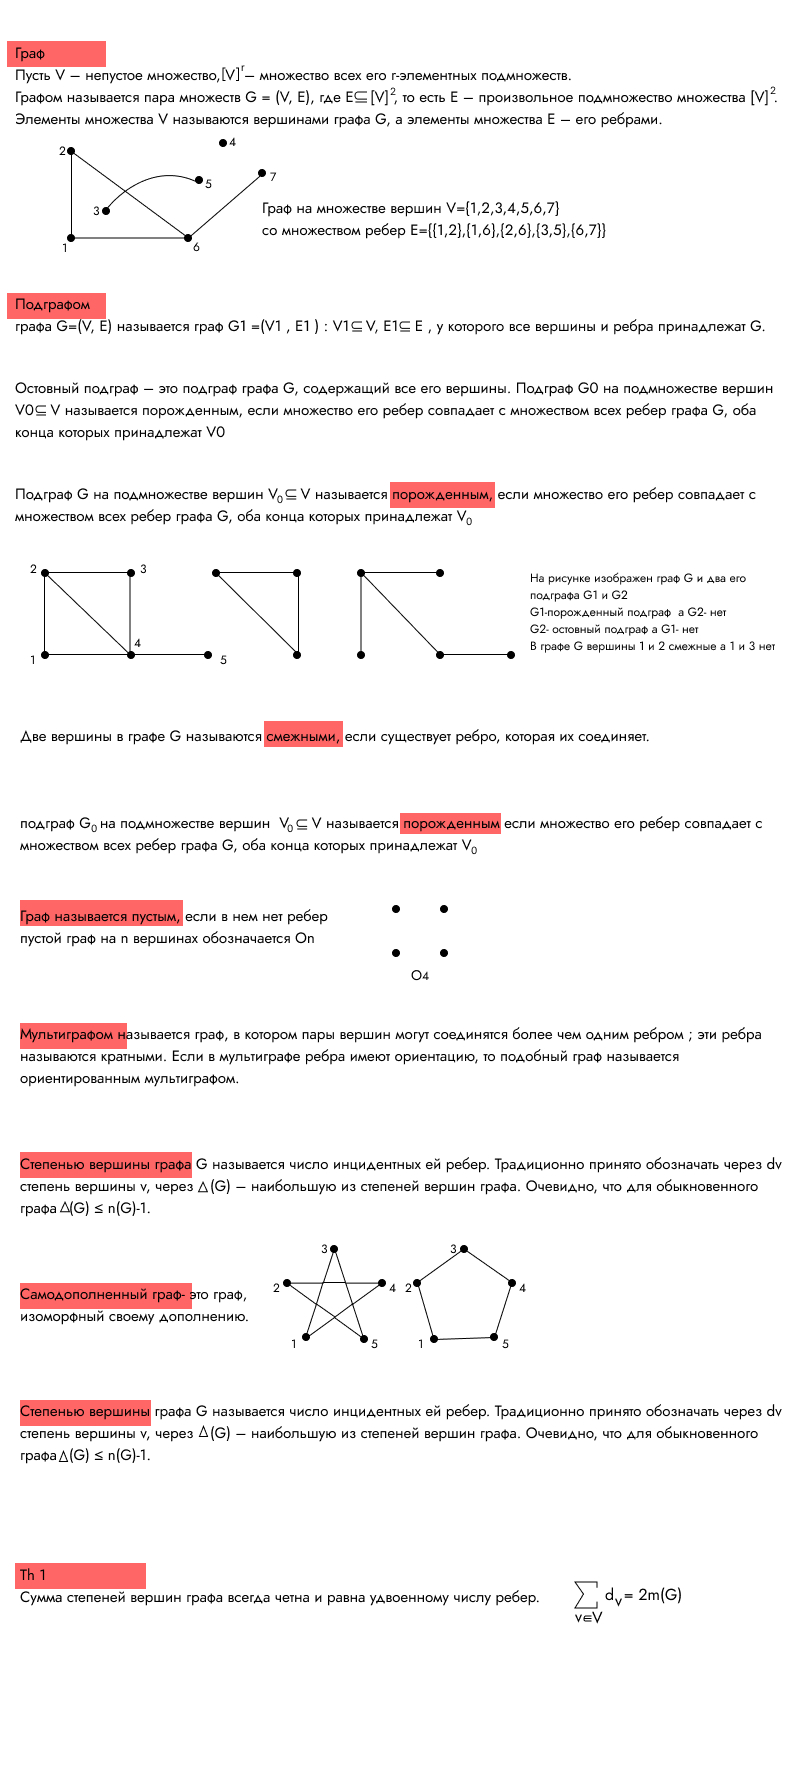 Граф
Пусть V – непустое множество,[V]ʳ– множество всех его r-элементных подмножеств.
Графом называется пара множеств G = (V, E), где E⊆[V]², то есть E – произвольное подмножество множества [V]².
Элементы множества V называются вершинами графа G, а элементы множества E – его ребрами.
4
2
7
5
3
Граф на множестве вершин V={1,2,3,4,5,6,7}
со множеством ребер E={{1,2},{1,6},{2,6},{3,5},{6,7}}
1
6
Подграфом
графа G=(V, E) называется граф G1 =(V1 , E1 ) : V1⊆ V, E1⊆ E , у которого все вершины и ребра принадлежат G.
Остовный подграф – это подграф графа G, содержащий все его вершины. Подграф G0 на подмножестве вершин
V0⊆ V называется порожденным, если множество его ребер совпадает с множеством всех ребер графа G, оба
конца которых принадлежат V0
Подграф G на подмножестве вершин V₀⊆ V называется порожденным, если множество его ребер совпадает с
множеством всех ребер графа G, оба конца которых принадлежат V₀
2
3
4
1
5
На рисунке изображен граф G и два его
подграфа G1 и G2
G1-порожденный подграф а G2- нет
G2- остовный подграф а G1- нет
В графе G вершины 1 и 2 смежные а 1 и 3 нет
Две вершины в графе G называются смежными, если существует ребро, которая их соединяет.
подграф G₀ на подмножестве вершин V₀ ⊆ V называется порожденным если множество его ребер совпадает с
множеством всех ребер графа G, оба конца которых принадлежат V₀
Граф называется пустым, если в нем нет ребер
пустой граф на n вершинах обозначается On
O4
Мультиграфом называется граф, в котором пары вершин могут соединятся более чем одним ребром ; эти ребра
называются кратными. Если в мультиграфе ребра имеют ориентацию, то подобный граф называется
ориентированным мультиграфом.
Степенью вершины графа G называется число инцидентных ей ребер. Традиционно принято обозначать через dv
степень вершины v, через Δ(G) – наибольшую из степеней вершин графа. Очевидно, что для обыкновенного
графа Δ(G) ≤ n(G)-1.
Самодополненный граф- это граф,
изоморфный своему дополнению.
3
2
4
1
5
3
2
4
1
5
Степенью вершины графа G называется число инцидентных ей ребер. Традиционно принято обозначать через dv
степень вершины v, через Δ(G) – наибольшую из степеней вершин графа. Очевидно, что для обыкновенного
графа Δ(G) ≤ n(G)-1.
Th 1
Сумма степеней вершин графа всегда четна и равна удвоенному числу ребер.
∑ dᵥ = 2m(G)
v∈V